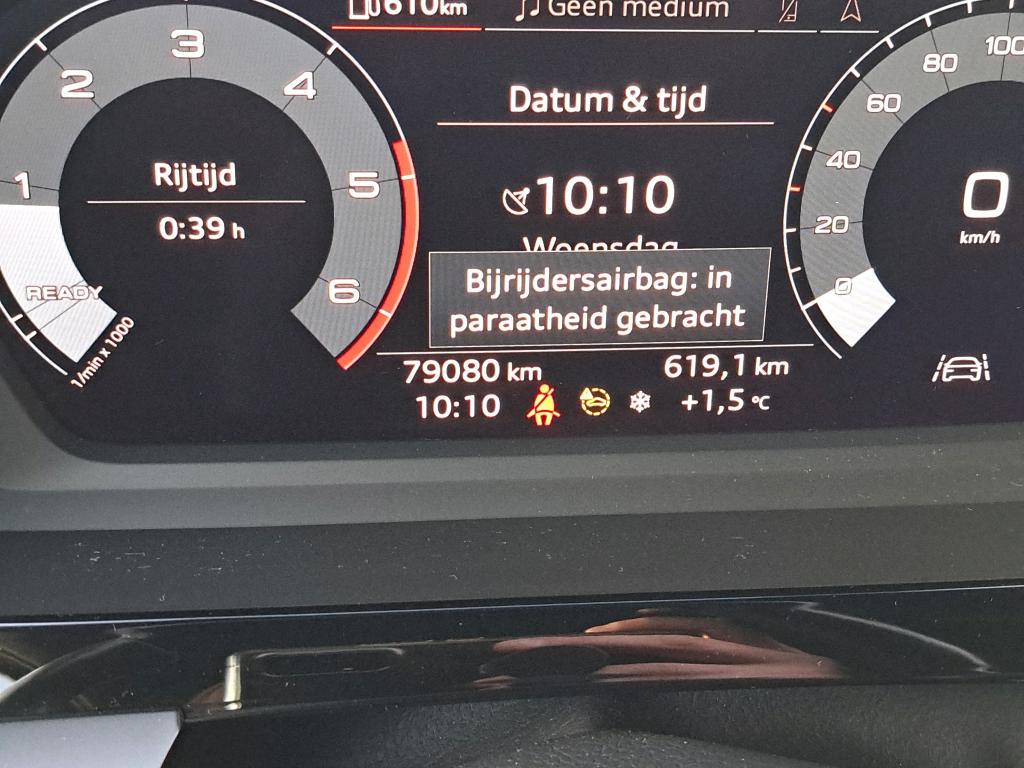 610km
Geen medium
Datum & tijd
10:10
Woensdag
Bijrijdersairbag: in
paraatheid gebracht
79080 km
619,1 km
10:10
+1,5 °C
Rijtijd
0:39 h
1
2
3
4
5
6
READY
1/min x 1000
0
km/h
0
20
40
60
80
100